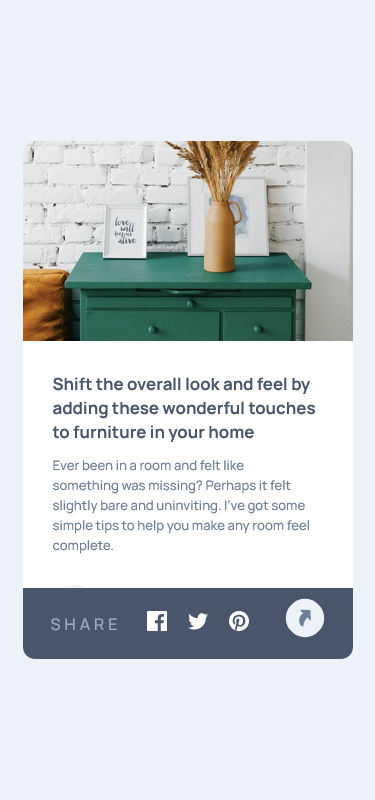 love
will
keep us
alive
Shift the overall look and feel by
adding these wonderful touches
to furniture in your home
Ever been in a room and felt like
something was missing? Perhaps it felt
slightly bare and uninviting. I’ve got some
simple tips to help you make any room feel
complete.
SHARE